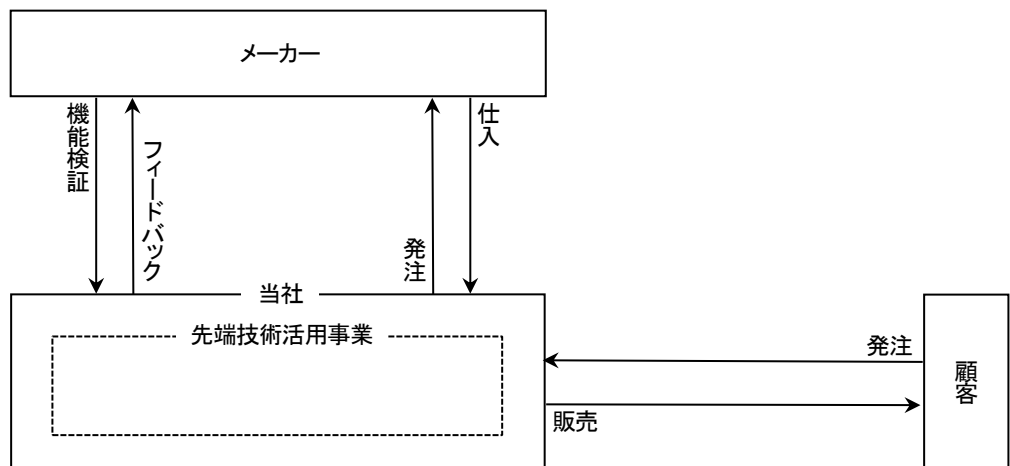 メーカー
機能検証
フィードバック
発注
仕入
当社
先端技術活用事業
発注
販売
顧客